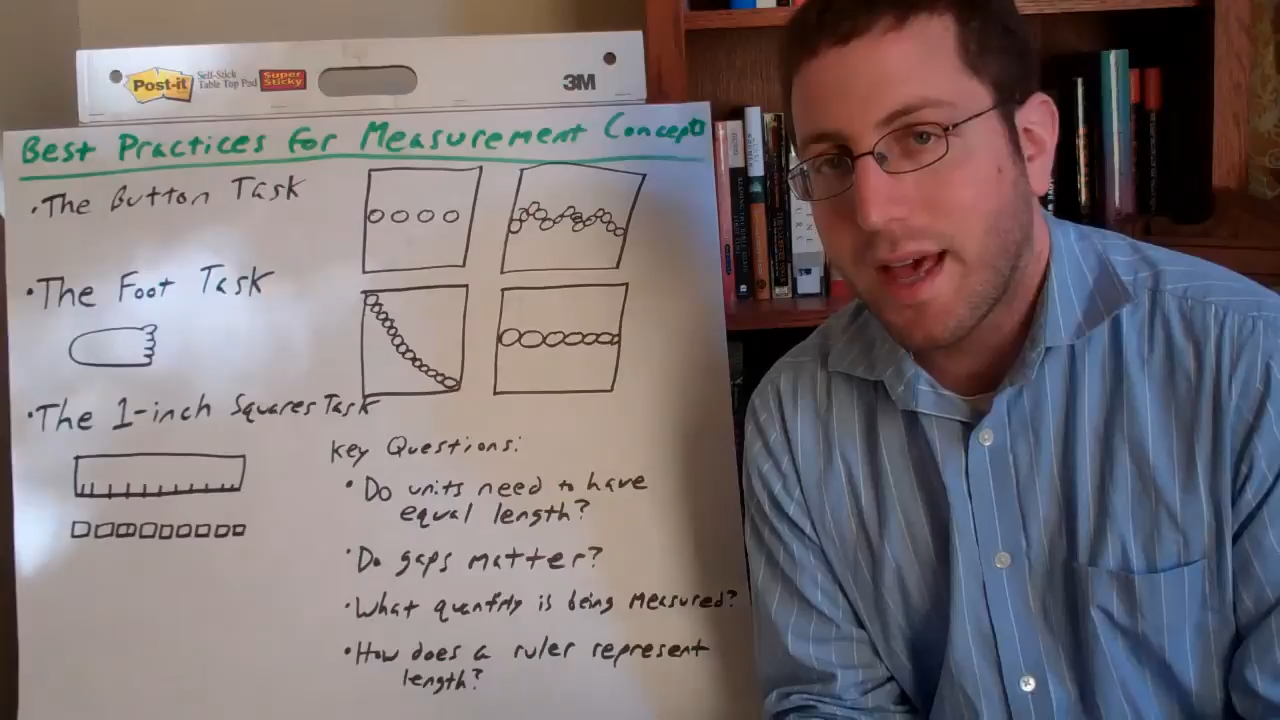 Post-it
Self-Stick
Table Top Pad
Super
Sticky
3M
Best Practices for Measurement Concepts
• The Button Task
• The Foot Task
• The 1-inch Squares Task
Key Questions:
• Do units need to have
equal length?
• Do gaps matter?
• What quantity is being measured?
• How does a ruler represent
length?